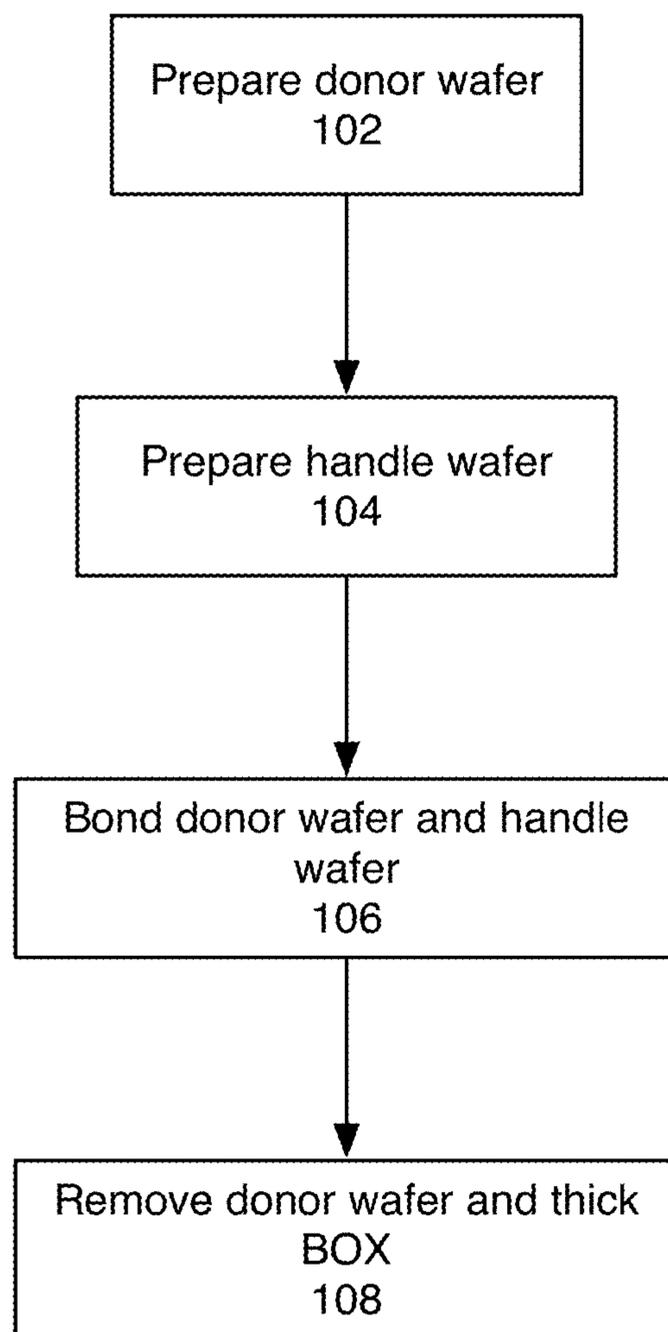 Prepare donor wafer
102
Prepare handle wafer
104
Bond donor wafer and handle
wafer
106
Remove donor wafer and thick
BOX
108